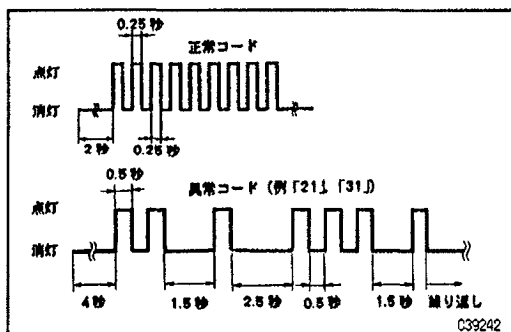 0.25 秒
正常コード
点灯
消灯
2 秒
0.25 秒
0.5 秒
異常コード (例「21」,「31」)
点灯
消灯
4 秒
1.5 秒
2.5 秒
0.5 秒
1.5 秒
繰り返し
C39242